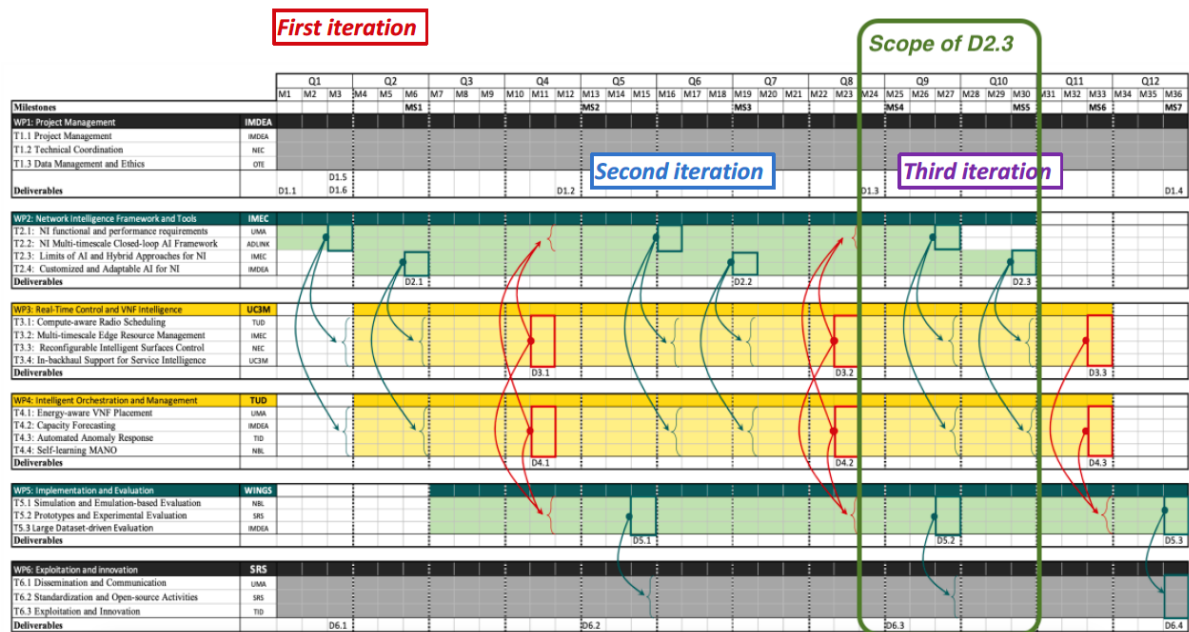 First iteration
Scope of D2.3
Q1 Q2 Q3 Q4 Q5 Q6 Q7 Q8 Q9 Q10 Q11 Q12
M1 M2 M3 M4 M5 M6 M7 M8 M9 M10 M11 M12 M13 M14 M15 M16 M17 M18 M19 M20 M21 M22 M23 M24 M25 M26 M27 M28 M29 M30 M31 M32 M33 M34 M35 M36
Milestones MS1 MS2 MS3 MS4 MS5 MS6 MS7
WP1: Project Management IMDEA
T1.1 Project Management IMDEA
T1.2 Technical Coordination NEC
T1.3 Data Management and Ethics OTE
Second iteration
Third iteration
D1.5
Deliverables D1.1 D1.6 D1.2 D1.3 D1.4
WP2: Network Intelligence Framework and Tools IMEC
T2.1: NI functional and performance requirements UMA
T2.2: NI Multi-timescale Closed-loop AI Framework ADLINK
T2.3: Limits of AI and Hybrid Approaches for NI IMEC
T2.4: Customized and Adaptable AI for NI IMDEA
Deliverables D2.1 D2.2 D2.3
WP3: Real-Time Control and VNF Intelligence UC3M
T3.1: Compute-aware Radio Scheduling TUD
T3.2: Multi-timescale Edge Resource Management IMEC
T3.3: Reconfigurable Intelligent Surfaces Control NEC
T3.4: In-backhaul Support for Service Intelligence UC3M
Deliverables D3.1 D3.2 D3.3
WP4: Intelligent Orchestration and Management TUD
T4.1: Energy-aware VNF Placement UMA
T4.2: Capacity Forecasting IMDEA
T4.3: Automated Anomaly Response TID
T4.4: Self-learning MANO NBL
Deliverables D4.1 D4.2 D4.3
WP5: Implementation and Evaluation WINGS
T5.1 Simulation and Emulation-based Evaluation NBL
T5.2 Prototypes and Experimental Evaluation SRS
T5.3 Large Dataset-driven Evaluation IMDEA
Deliverables D5.1 D5.2 D5.3
WP6: Exploitation and innovation SRS
T6.1 Dissemination and Communication UMA
T6.2 Standardization and Open-source Activities SRS
T6.3 Exploitation and Innovation TID
Deliverables D6.1 D6.2 D6.3 D6.4